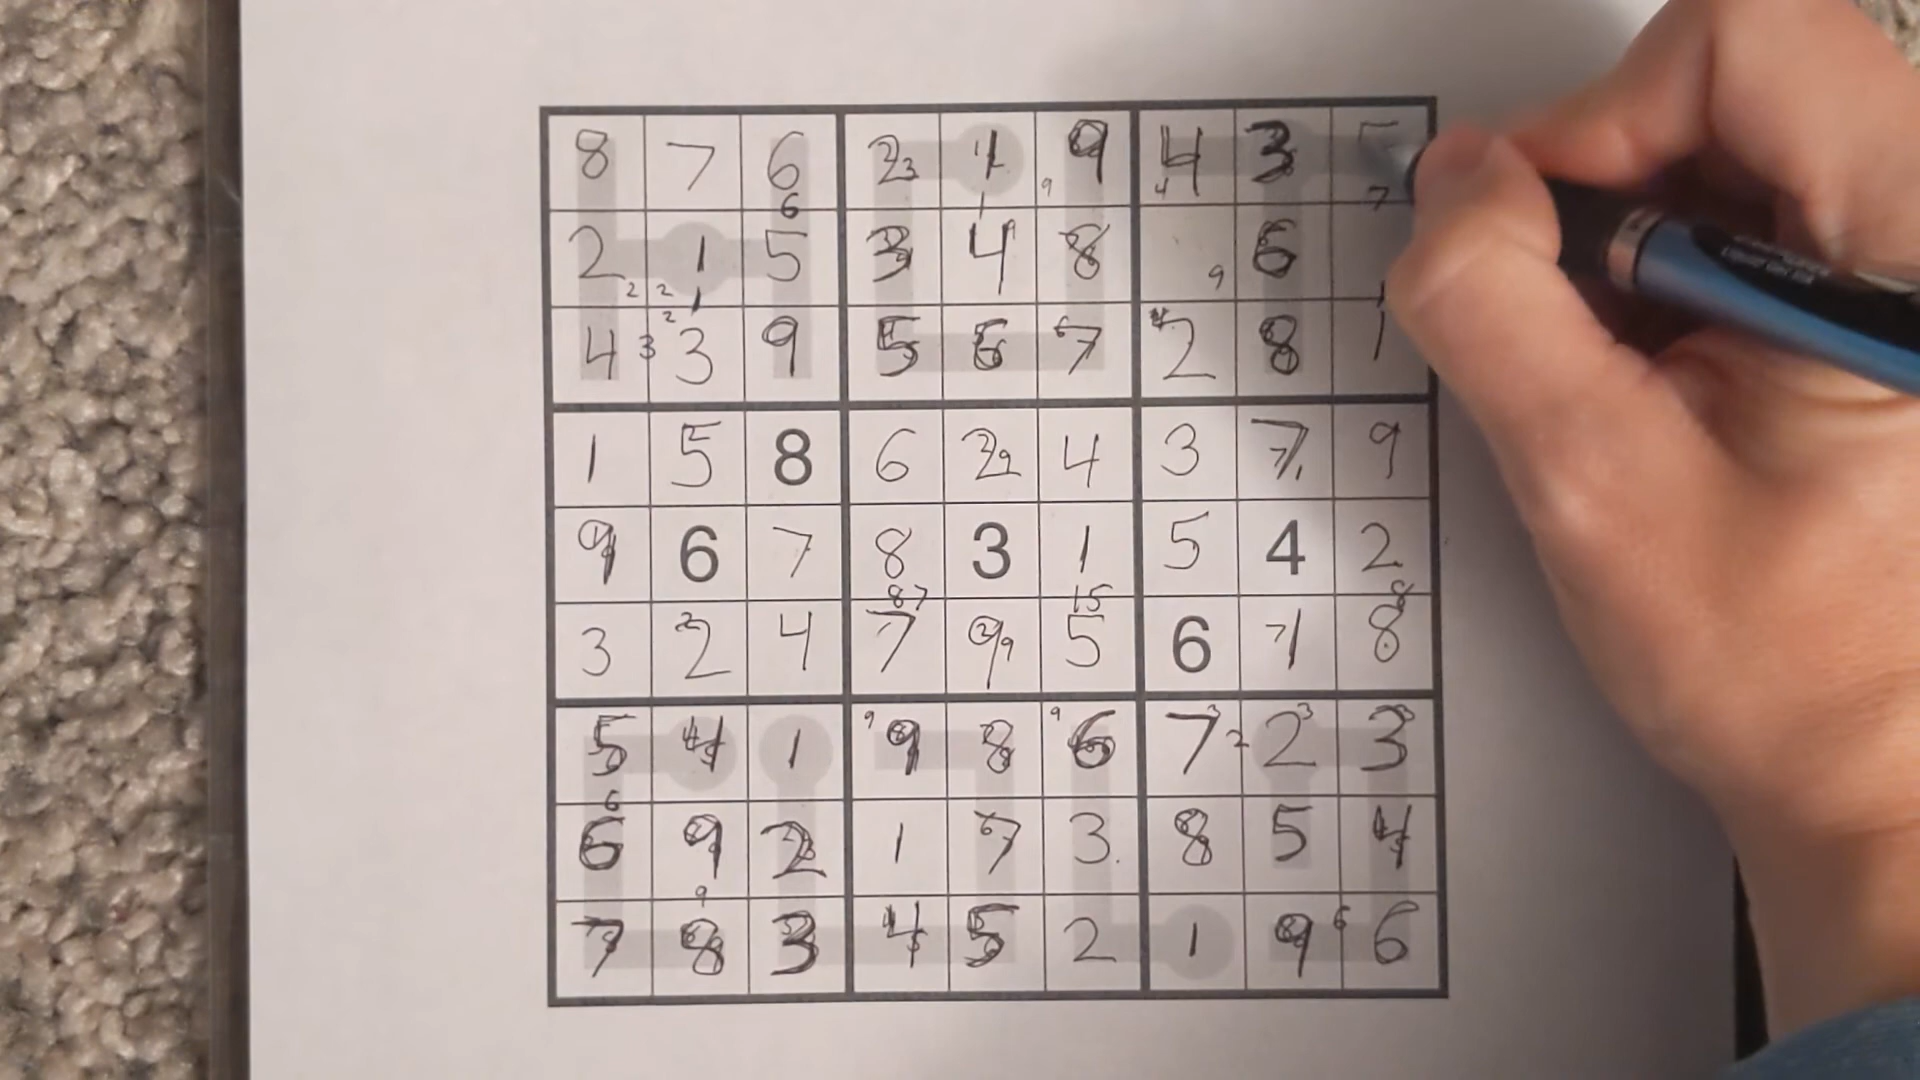 8 7 6 2 1 9 4 3 5
2 1 5 3 4 8 6
4 3 9 5 6 7 2 8 1
1 5 8 6 2 4 3 7 9
9 6 7 8 3 1 5 4 2
3 2 4 7 9 5 6 1 8
5 4 1 9 8 6 7 2 3
6 9 2 1 7 3 8 5 4
7 8 3 4 5 2 1 9 6